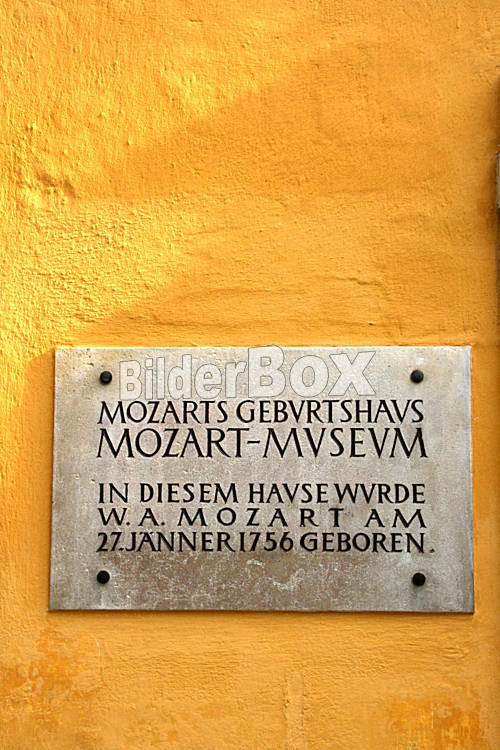 BilderBOX
MOZARTS GEBVRTSHAVS
MOZART-MVSEVM
IN DIESEM HAVSE WVRDE
W. A. MOZART AM
27. JÄNNER 1756 GEBOREN.